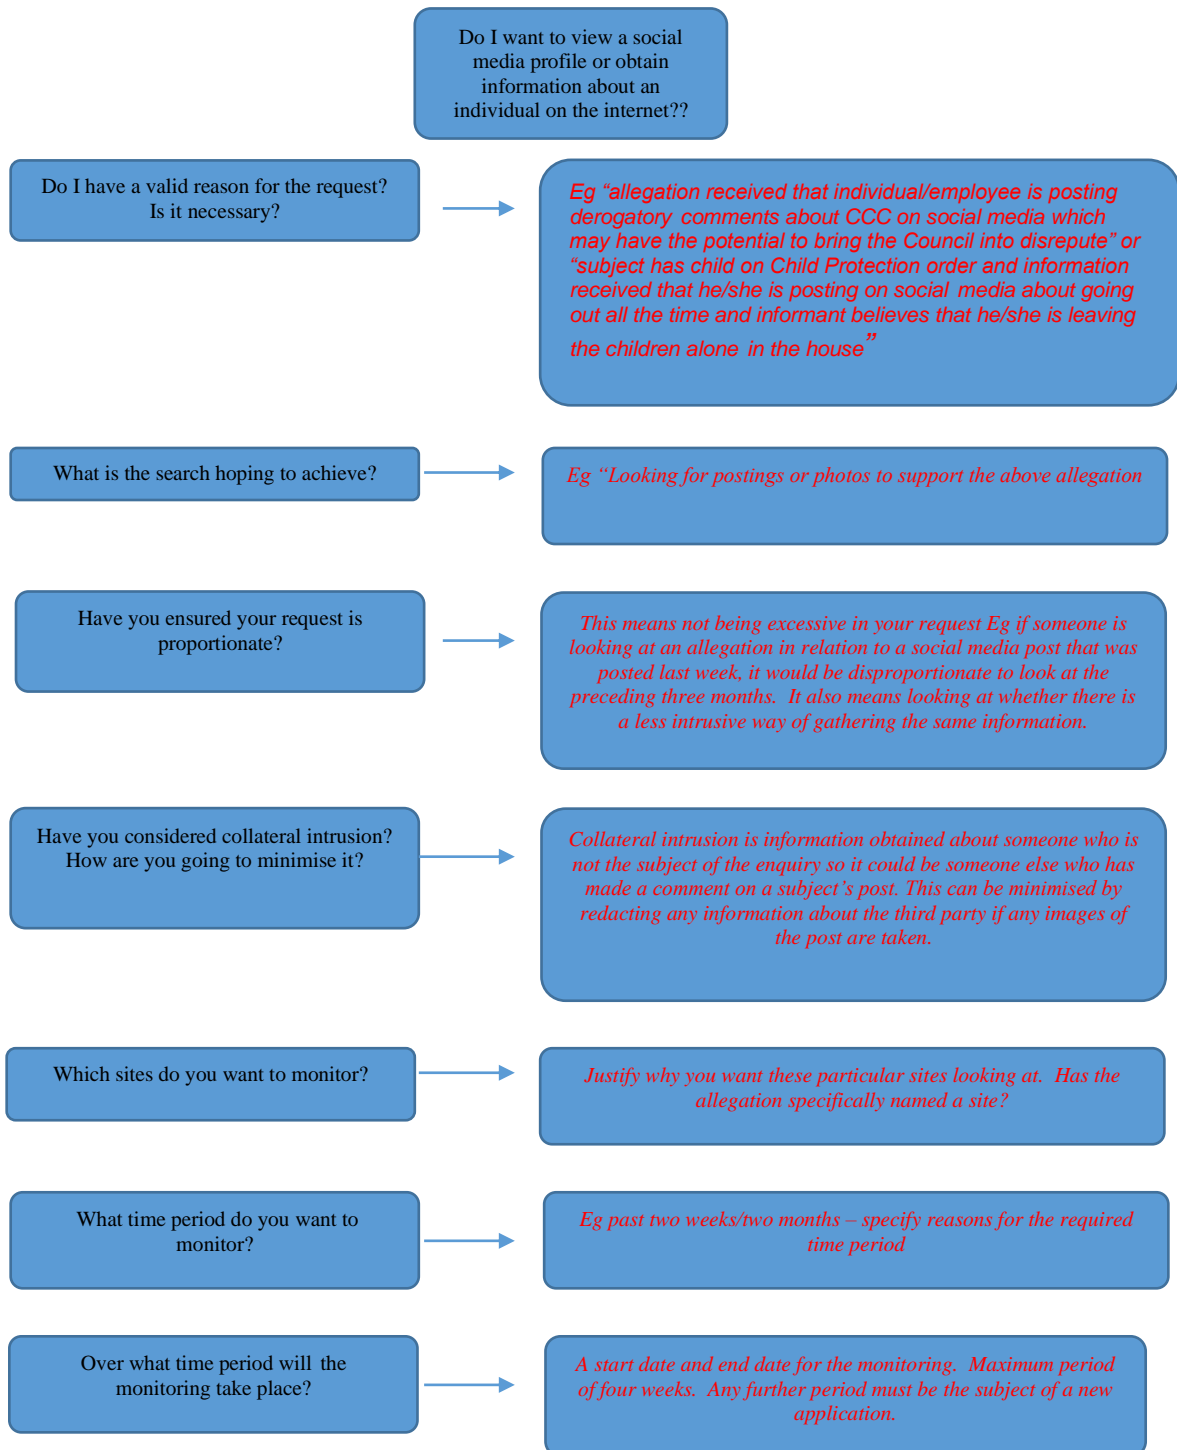 Do I want to view a social
media profile or obtain
information about an
individual on the internet??
Do I have a valid reason for the request?
Is it necessary?
Eg “allegation received that individual/employee is posting
derogatory comments about CCC on social media which
may have the potential to bring the Council into disrepute” or
“subject has child on Child Protection order and information
received that he/she is posting on social media about going
out all the time and informant believes that he/she is leaving
the children alone in the house”
What is the search hoping to achieve?
Eg “Looking for postings or photos to support the above allegation
Have you ensured your request is
proportionate?
This means not being excessive in your request Eg if someone is
looking at an allegation in relation to a social media post that was
posted last week, it would be disproportionate to look at the
preceding three months. It also means looking at whether there is
a less intrusive way of gathering the same information.
Have you considered collateral intrusion?
How are you going to minimise it?
Collateral intrusion is information obtained about someone who is
not the subject of the enquiry so it could be someone else who has
made a comment on a subject’s post. This can be minimised by
redacting any information about the third party if any images of
the post are taken.
Which sites do you want to monitor?
Justify why you want these particular sites looking at. Has the
allegation specifically named a site?
What time period do you want to
monitor?
Eg past two weeks/two months – specify reasons for the required
time period
Over what time period will the
monitoring take place?
A start date and end date for the monitoring. Maximum period
of four weeks. Any further period must be the subject of a new
application.